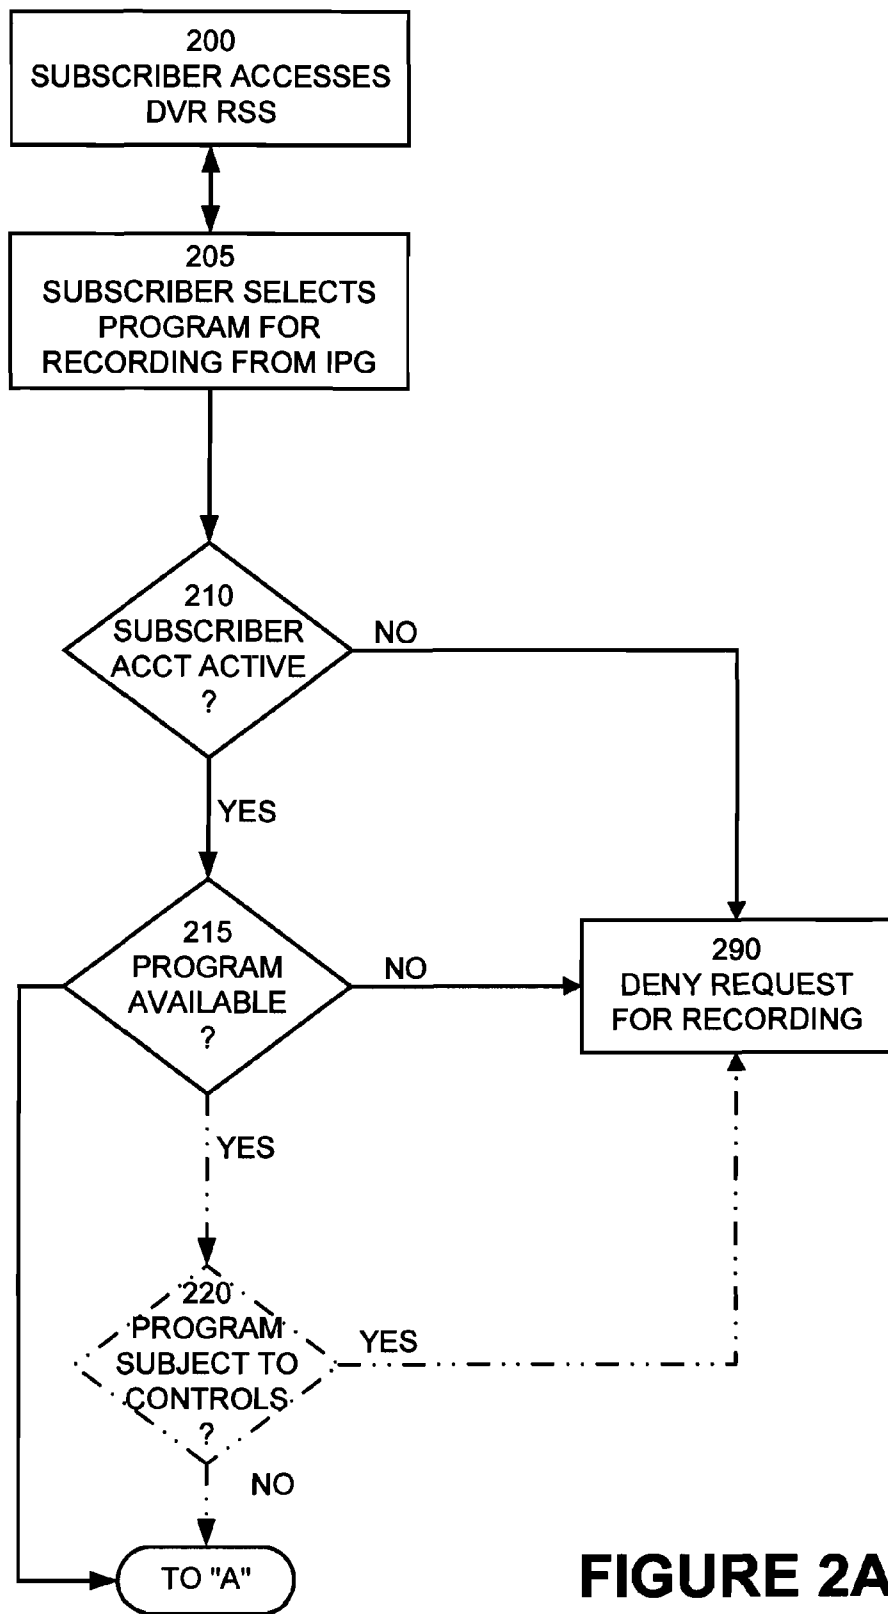 200
SUBSCRIBER ACCESSES
DVR RSS
205
SUBSCRIBER SELECTS
PROGRAM FOR
RECORDING FROM IPG
210
SUBSCRIBER
ACCT ACTIVE
?
NO
YES
215
PROGRAM
AVAILABLE
?
NO
290
DENY REQUEST
FOR RECORDING
YES
220
PROGRAM
SUBJECT TO
CONTROLS
?
YES
NO
TO "A"
FIGURE 2A